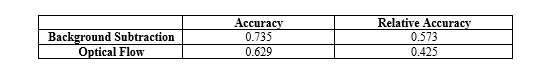 Accuracy Relative Accuracy
Background Subtraction 0.735 0.573
Optical Flow 0.629 0.425